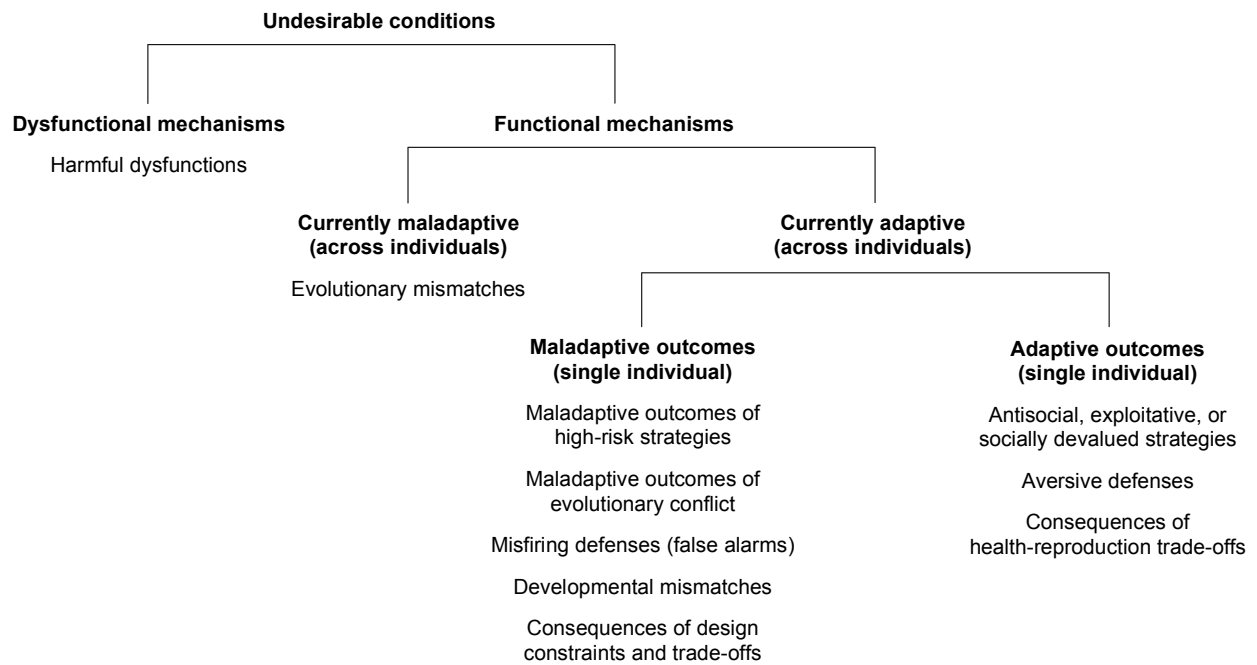 Undesirable conditions
Dysfunctional mechanisms
Functional mechanisms
Harmful dysfunctions
Currently maladaptive
(across individuals)
Currently adaptive
(across individuals)
Evolutionary mismatches
Maladaptive outcomes
(single individual)
Adaptive outcomes
(single individual)
Maladaptive outcomes of
high-risk strategies
Maladaptive outcomes of
evolutionary conflict
Misfiring defenses (false alarms)
Developmental mismatches
Consequences of design
constraints and trade-offs
Antisocial, exploitative, or
socially devalued strategies
Aversive defenses
Consequences of
health-reproduction trade-offs